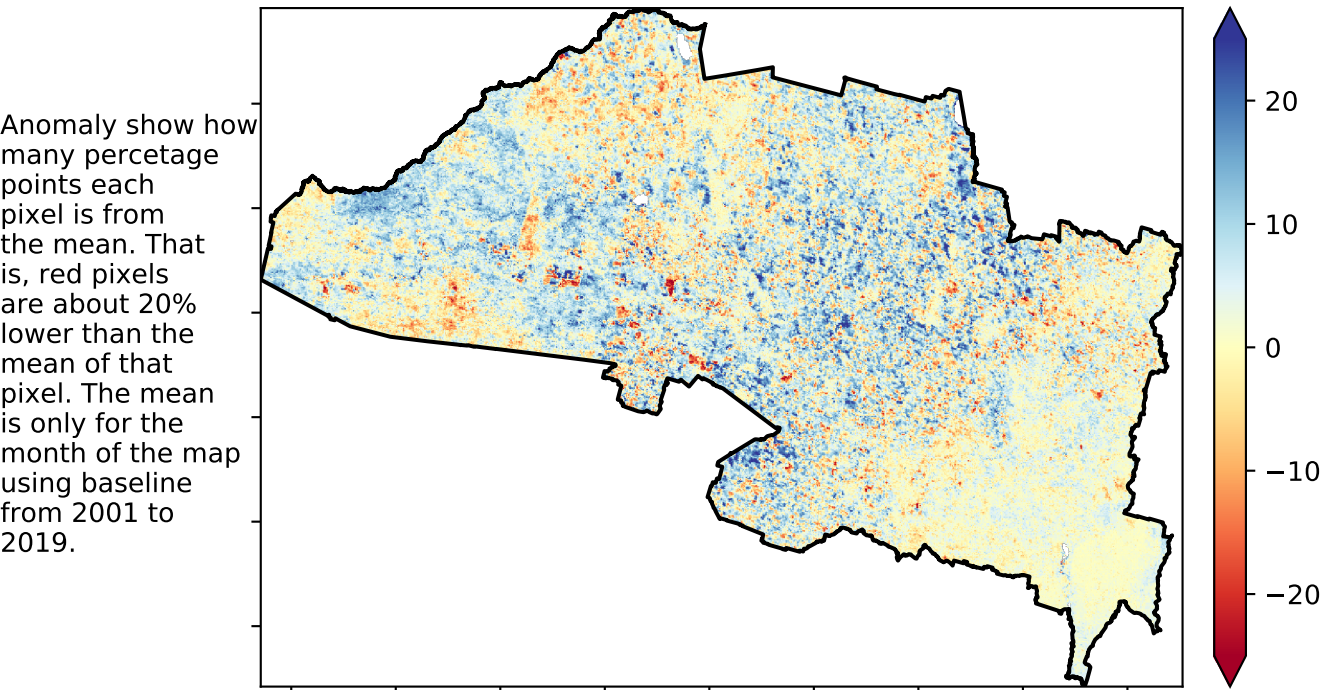 Anomaly show how
many percetage
points each
pixel is from
the mean. That
is, red pixels
are about 20%
lower than the
mean of that
pixel. The mean
is only for the
month of the map
using baseline
from 2001 to
2019.
20
10
0
−10
−20